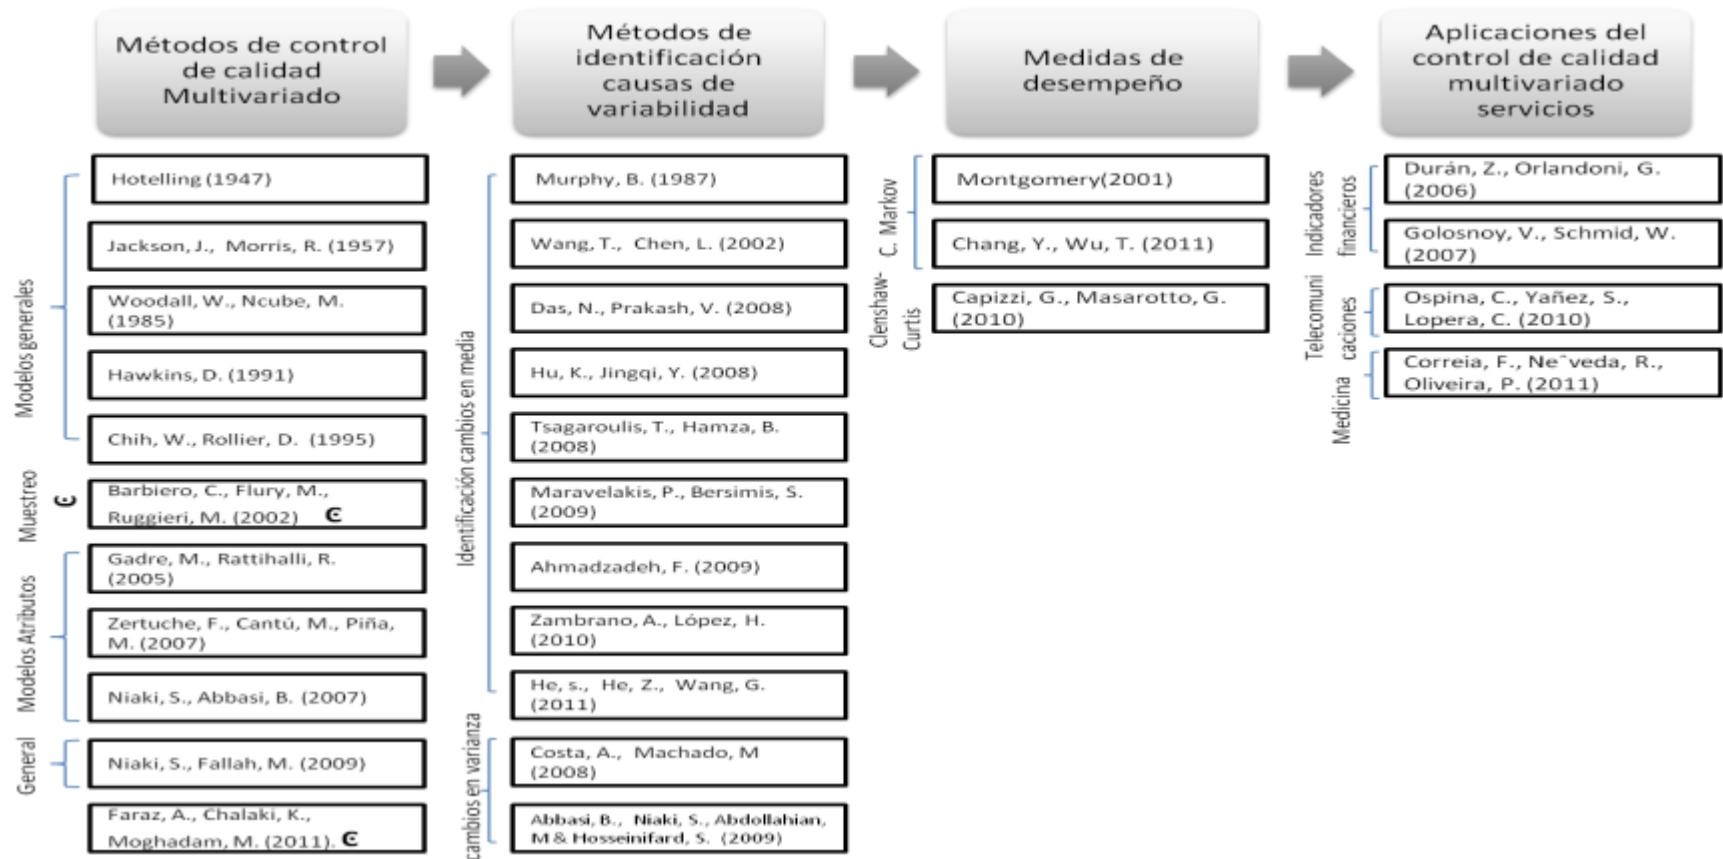 Métodos de control
de calidad
Multivariado
Métodos de
identificación
causas de
variabilidad
Medidas de
desempeño
Aplicaciones del
control de calidad
multivariado
servicios
Modelos generales
Hotelling (1947)
Jackson, J., Morris, R. (1957)
Woodall, W., Ncube, M.
(1985)
Hawkins, D. (1991)
Chih, W., Rollier, D. (1995)
Muestreo
Є
Barbiero, C., Flury, M.,
Ruggieri, M. (2002) Є
Modelos Atributos
Gadre, M., Rattihalli, R.
(2005)
Zertuche, F., Cantú, M., Piña,
M. (2007)
Niaki, S., Abbasi, B. (2007)
General
Niaki, S., Fallah, M. (2009)
Faraz, A., Chalaki, K.,
Moghadam, M. (2011). Є
Identificación cambios en media
Murphy, B. (1987)
Wang, T., Chen, L. (2002)
Das, N., Prakash, V. (2008)
Hu, K., Jingqi, Y. (2008)
Tsagaroulis, T., Hamza, B.
(2008)
Maravelakis, P., Bersimis, S.
(2009)
Ahmadzadeh, F. (2009)
Zambrano, A., López, H.
(2010)
He, s., He, Z., Wang, G.
(2011)
cambios en varianza
Costa, A., Machado, M
(2008)
Abbasi, B., Niaki, S., Abdollahian,
M & Hosseinifard, S. (2009)
C. Markov
Montgomery(2001)
Chang, Y., Wu, T. (2011)
Clenshaw-
Curtis
Capizzi, G., Masarotto, G.
(2010)
Indicadores
financieros
Durán, Z., Orlandoni, G.
(2006)
Golosnoy, V., Schmid, W.
(2007)
Telecomuni
caciones
Ospina, C., Yañez, S.,
Lopera, C. (2010)
Medicina
Correia, F., Neˆveda, R.,
Oliveira, P. (2011)